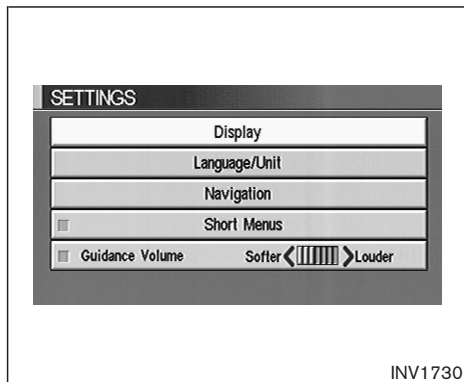 SETTINGS
Display
Language/Unit
Navigation
Short Menus
Guidance Volume Softer Louder
INV1730